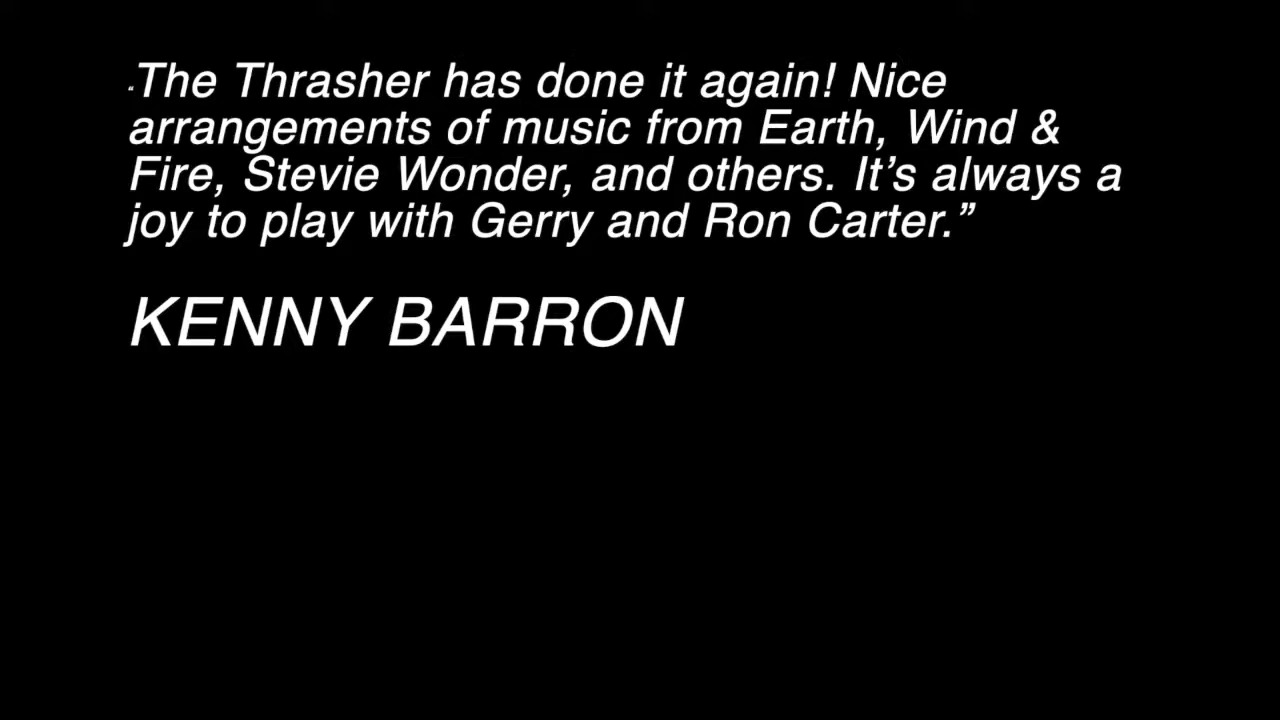 “The Thrasher has done it again! Nice
arrangements of music from Earth, Wind &
Fire, Stevie Wonder, and others. It’s always a
joy to play with Gerry and Ron Carter.”
KENNY BARRON